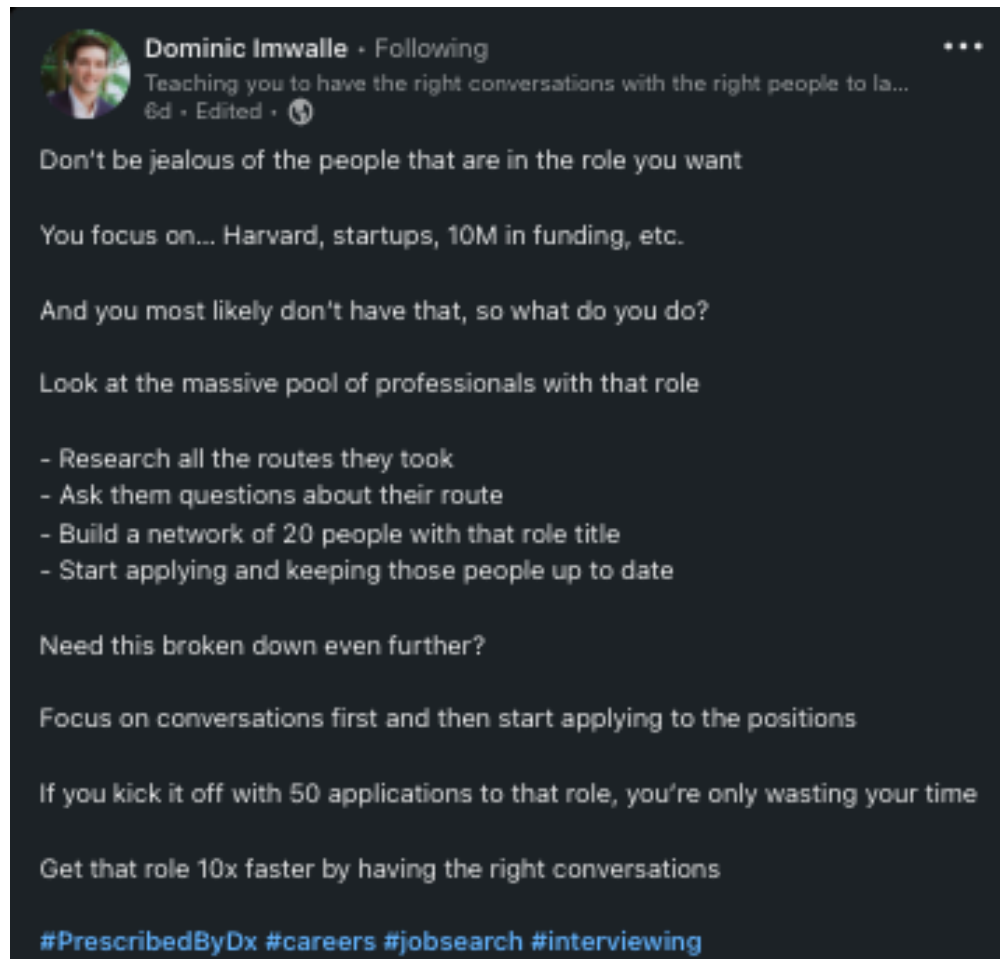 Dominic Imwalle • Following
Teaching you to have the right conversations with the right people to la...
6d • Edited •
Don't be jealous of the people that are in the role you want
You focus on... Harvard, startups, 10M in funding, etc.
And you most likely don't have that, so what do you do?
Look at the massive pool of professionals with that role
- Research all the routes they took
- Ask them questions about their route
- Build a network of 20 people with that role title
- Start applying and keeping those people up to date
Need this broken down even further?
Focus on conversations first and then start applying to the positions
If you kick it off with 50 applications to that role, you're only wasting your time
Get that role 10x faster by having the right conversations
#PrescribedByDx #careers #jobsearch #interviewing